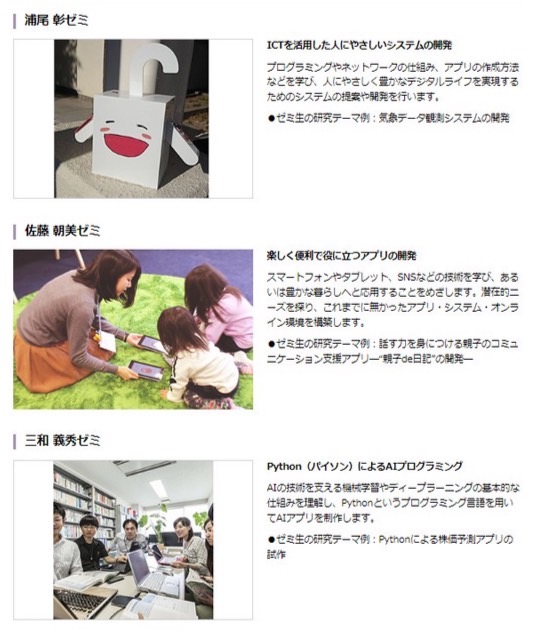 浦尾 彰ゼミ
ICTを活用した人にやさしいシステムの開発
プログラミングやネットワークの仕組み、アプリの作成方法
などを学び、人にやさしく豊かなデジタルライフを実現する
ためのシステムの提案や開発を行います。
●ゼミ生の研究テーマ例：気象データ観測システムの開発
佐藤 朝美ゼミ
楽しく便利で役に立つアプリの開発
スマートフォンやタブレット、SNSなどの技術を学び、ある
いは豊かな暮らしへと応用することをめざします。潜在的ニ
ーズを探り、これまでに無かったアプリ・システム・オンラ
イン環境を構築します。
●ゼミ生の研究テーマ例：話す力を身につける親子のコミュ
ニケーション支援アプリ―“親子de日記”の開発―
三和 義秀ゼミ
Python（パイソン）によるAIプログラミング
AIの技術を支える機械学習やディープラーニングの基本的な
仕組みを理解し、Pythonというプログラミング言語を用い
てAIアプリを制作します。
●ゼミ生の研究テーマ例：Pythonによる株価予測アプリの
試作